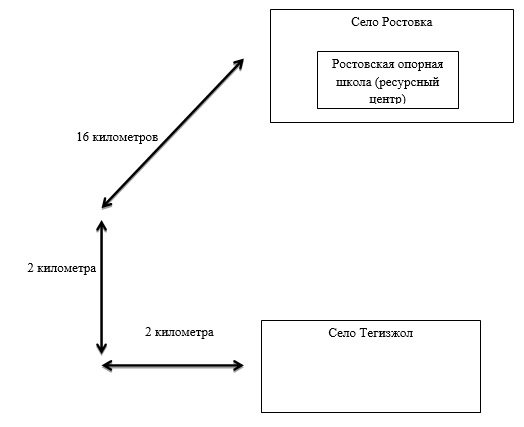 Село Ростовка
Ростовская опорная
школа (ресурсный
центр)
16 километров
2 километра
2 километра
Село Тегизжол